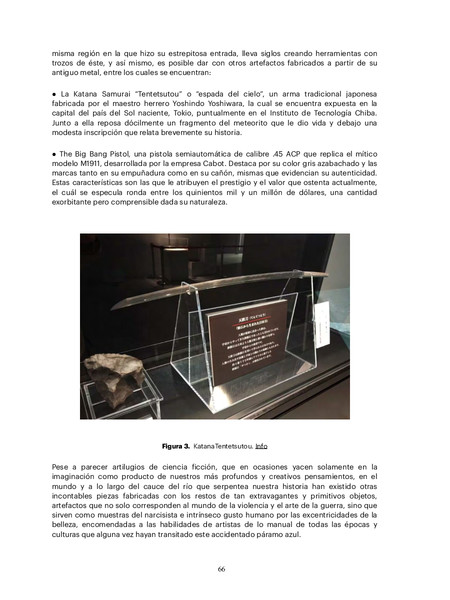 misma región en la que hizo su estrepitosa entrada, lleva siglos creando herramientas con
trozos de éste, y así mismo, es posible dar con otros artefactos fabricados a partir de su
antiguo metal, entre los cuales se encuentran:
● La Katana Samurai “Tentetsutou” o "espada del cielo", un arma tradicional japonesa
fabricada por el maestro herrero Yoshindo Yoshiwara, la cual se encuentra expuesta en la
capital del país del Sol naciente, Tokio, puntualmente en el Instituto de Tecnología Chiba.
Junto a ella reposa dócilmente un fragmento del meteorito que le dio vida y debajo una
modesta inscripción que relata brevemente su historia.
● The Big Bang Pistol, una pistola semiautomática de calibre .45 ACP que replica el mítico
modelo M1911, desarrollada por la empresa Cabot. Destaca por su color gris azabachado y las
marcas tanto en su empuñadura como en su cañón, mismas que evidencian su autenticidad.
Estas características son las que le atribuyen el prestigio y el valor que ostenta actualmente,
el cuál se especula ronda entre los quinientos mil y un millón de dólares, una cantidad
exorbitante pero comprensible dada su naturaleza.
Figura 3. KatanaTentetsutou. Info
Pese a parecer artilugios de ciencia ficción, que en ocasiones yacen solamente en la
imaginación como producto de nuestros más profundos y creativos pensamientos, en el
mundo y a lo largo del cauce del río que serpentea nuestra historia han existido otras
incontables piezas fabricadas con los restos de tan extravagantes y primitivos objetos,
artefactos que no solo corresponden al mundo de la violencia y el arte de la guerra, sino que
sirven como muestras del narcisista e intrínseco gusto humano por las excentricidades de la
belleza, encomendadas a las habilidades de artistas de lo manual de todas las épocas y
culturas que alguna vez hayan transitado este accidentado páramo azul.
66